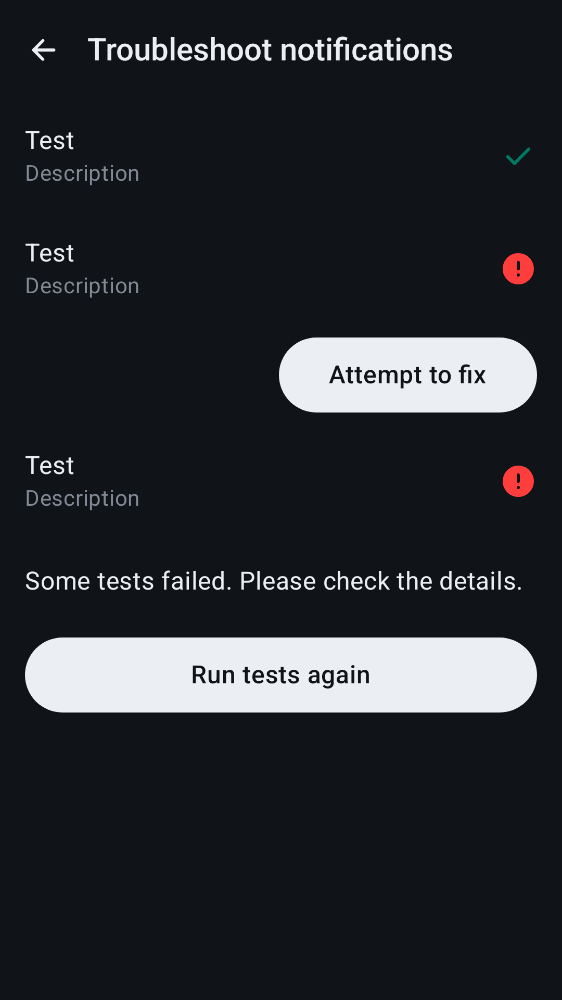 Troubleshoot notifications
Test
Description
Test
Description
Attempt to fix
Test
Description
Some tests failed. Please check the details.
Run tests again